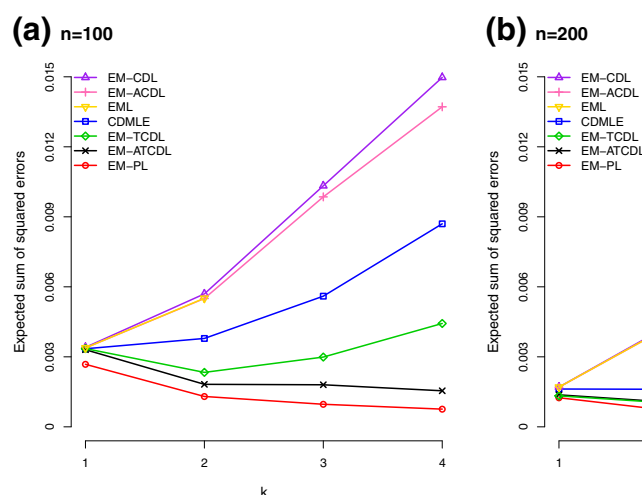 (a) n=100
Expected sum of squared errors
0.015
0.012
0.009
0.006
0.003
0
EM−CDL
EM−ACDL
EML
CDMLE
EM−TCDL
EM−ATCDL
EM−PL
1 2 3 4
k
(b) n=200
Expected sum of squared errors
0.015
0.012
0.009
0.006
0.003
0
EM−CDL
EM−ACDL
EML
CDMLE
EM−TCDL
EM−ATCDL
EM−PL
1